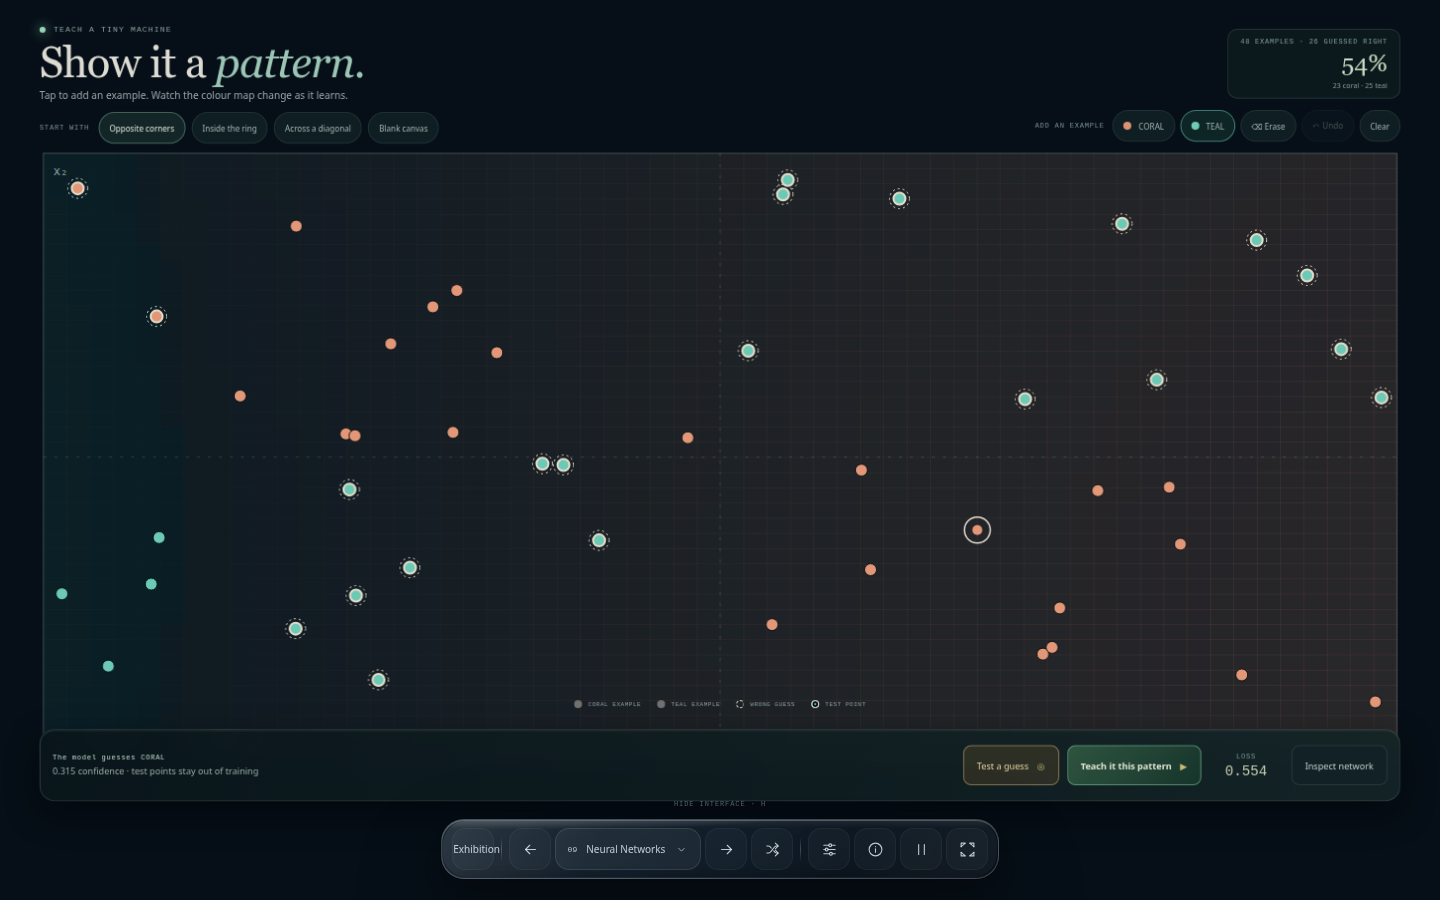 TEACH A TINY MACHINE
Show it a pattern.
Tap to add an example. Watch the colour map change as it learns.
48 EXAMPLES · 26 GUESSED RIGHT
54%
23 coral · 25 teal
START WITH
Opposite corners
Inside the ring
Across a diagonal
Blank canvas
ADD AN EXAMPLE
CORAL
TEAL
⌫ Erase
↶ Undo
Clear
X₂
CORAL EXAMPLE
TEAL EXAMPLE
WRONG GUESS
TEST POINT
The model guesses CORAL
0.315 confidence · test points stay out of training
Test a guess ◎
Teach it this pattern ▶
LOSS
0.554
Inspect network
HIDE INTERFACE · H
Exhibition
09 Neural Networks